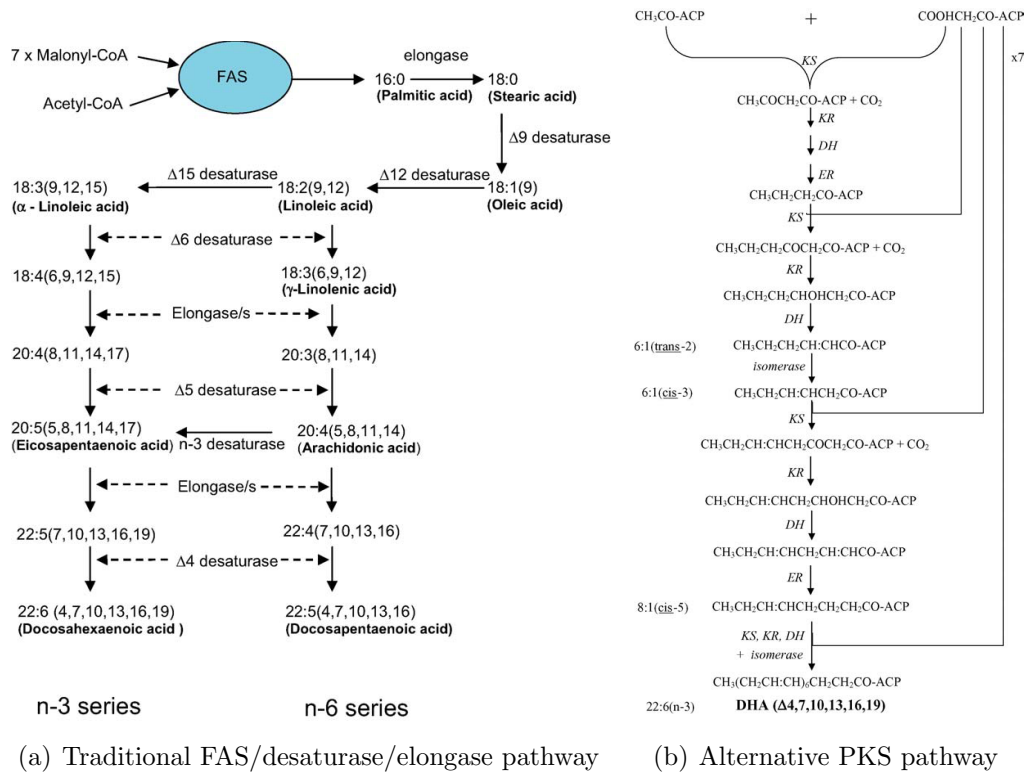 7 x Malonyl-CoA
Acetyl-CoA
FAS
elongase
16:0
(Palmitic acid)
18:0
(Stearic acid)
Δ9 desaturase
18:3(9,12,15)
(α - Linoleic acid)
Δ15 desaturase
18:2(9,12)
(Linoleic acid)
Δ12 desaturase
18:1(9)
(Oleic acid)
Δ6 desaturase
18:4(6,9,12,15)
18:3(6,9,12)
(γ-Linolenic acid)
Elongase/s
20:4(8,11,14,17)
20:3(8,11,14)
Δ5 desaturase
20:5(5,8,11,14,17)
(Eicosapentaenoic acid)
n-3 desaturase
20:4(5,8,11,14)
(Arachidonic acid)
Elongase/s
22:5(7,10,13,16,19)
22:4(7,10,13,16)
Δ4 desaturase
22:6 (4,7,10,13,16,19)
(Docosahexaenoic acid )
22:5(4,7,10,13,16)
(Docosapentaenoic acid)
n-3 series
n-6 series
(a) Traditional FAS/desaturase/elongase pathway
CH₃CO-ACP + COOHCH₂CO-ACP
x7
KS
CH₃COCH₂CO-ACP + CO₂
KR
DH
ER
CH₃CH₂CH₂CO-ACP
KS
CH₃CH₂CH₂COCH₂CO-ACP + CO₂
KR
CH₃CH₂CH₂CHOHCH₂CO-ACP
DH
6:1(trans-2) CH₃CH₂CH₂CH:CHCO-ACP
isomerase
6:1(cis-3) CH₃CH₂CH:CHCH₂CO-ACP
KS
CH₃CH₂CH:CHCH₂COCH₂CO-ACP + CO₂
KR
CH₃CH₂CH:CHCH₂CHOHCH₂CO-ACP
DH
CH₃CH₂CH:CHCH₂CH:CHCO-ACP
ER
8:1(cis-5) CH₃CH₂CH:CHCH₂CH₂CH₂CO-ACP
KS, KR, DH
+ isomerase
CH₃(CH₂CH:CH)₆CH₂CH₂CO-ACP
22:6(n-3) DHA (Δ4,7,10,13,16,19)
(b) Alternative PKS pathway